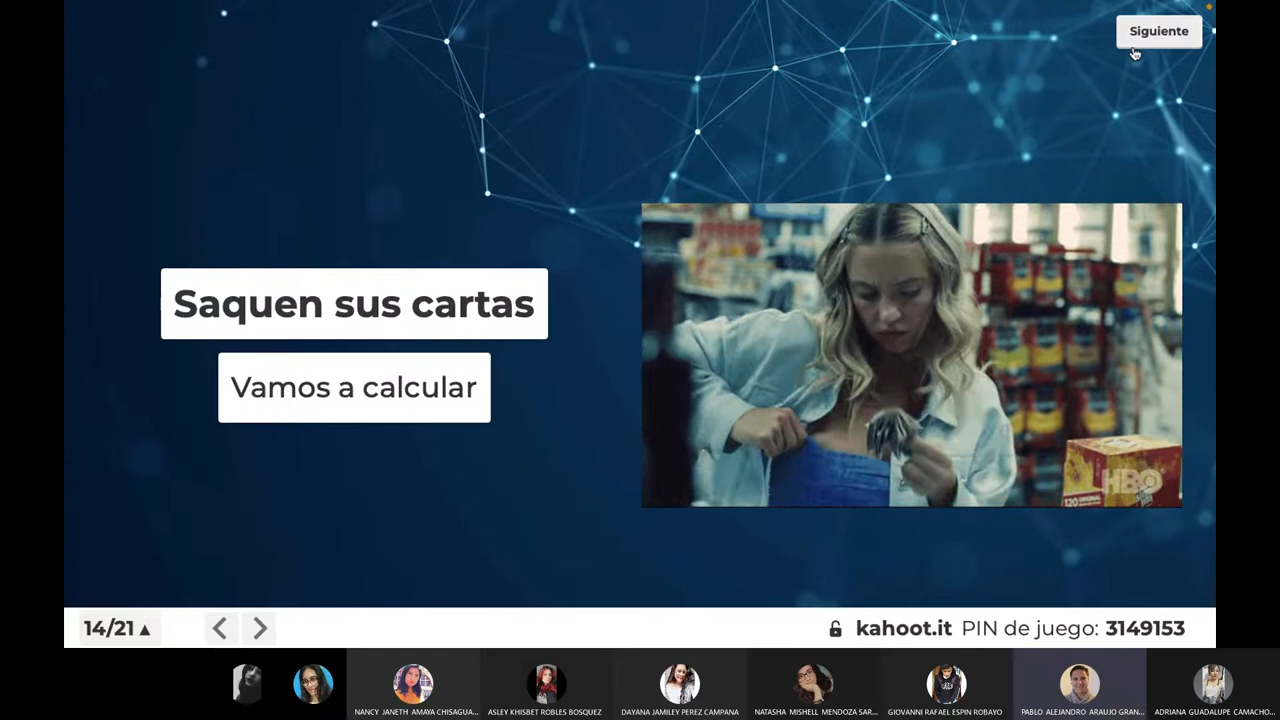 Siguiente
Saquen sus cartas
Vamos a calcular
HBO
120 ORIGINAL
14/21
kahoot.it PIN de juego: 3149153
NANCY JANETH AMAYA CHISAGUA...
ASLEY KHISBET ROBLES BOSQUEZ
DAYANA JAMILEY PEREZ CAMPANA
NATASHA MISHELL MENDOZA SAR...
GIOVANNI RAFAEL ESPIN ROBAYO
PABLO ALEJANDRO ARAUJO GRAN...
ADRIANA GUADALUPE CAMACHO...